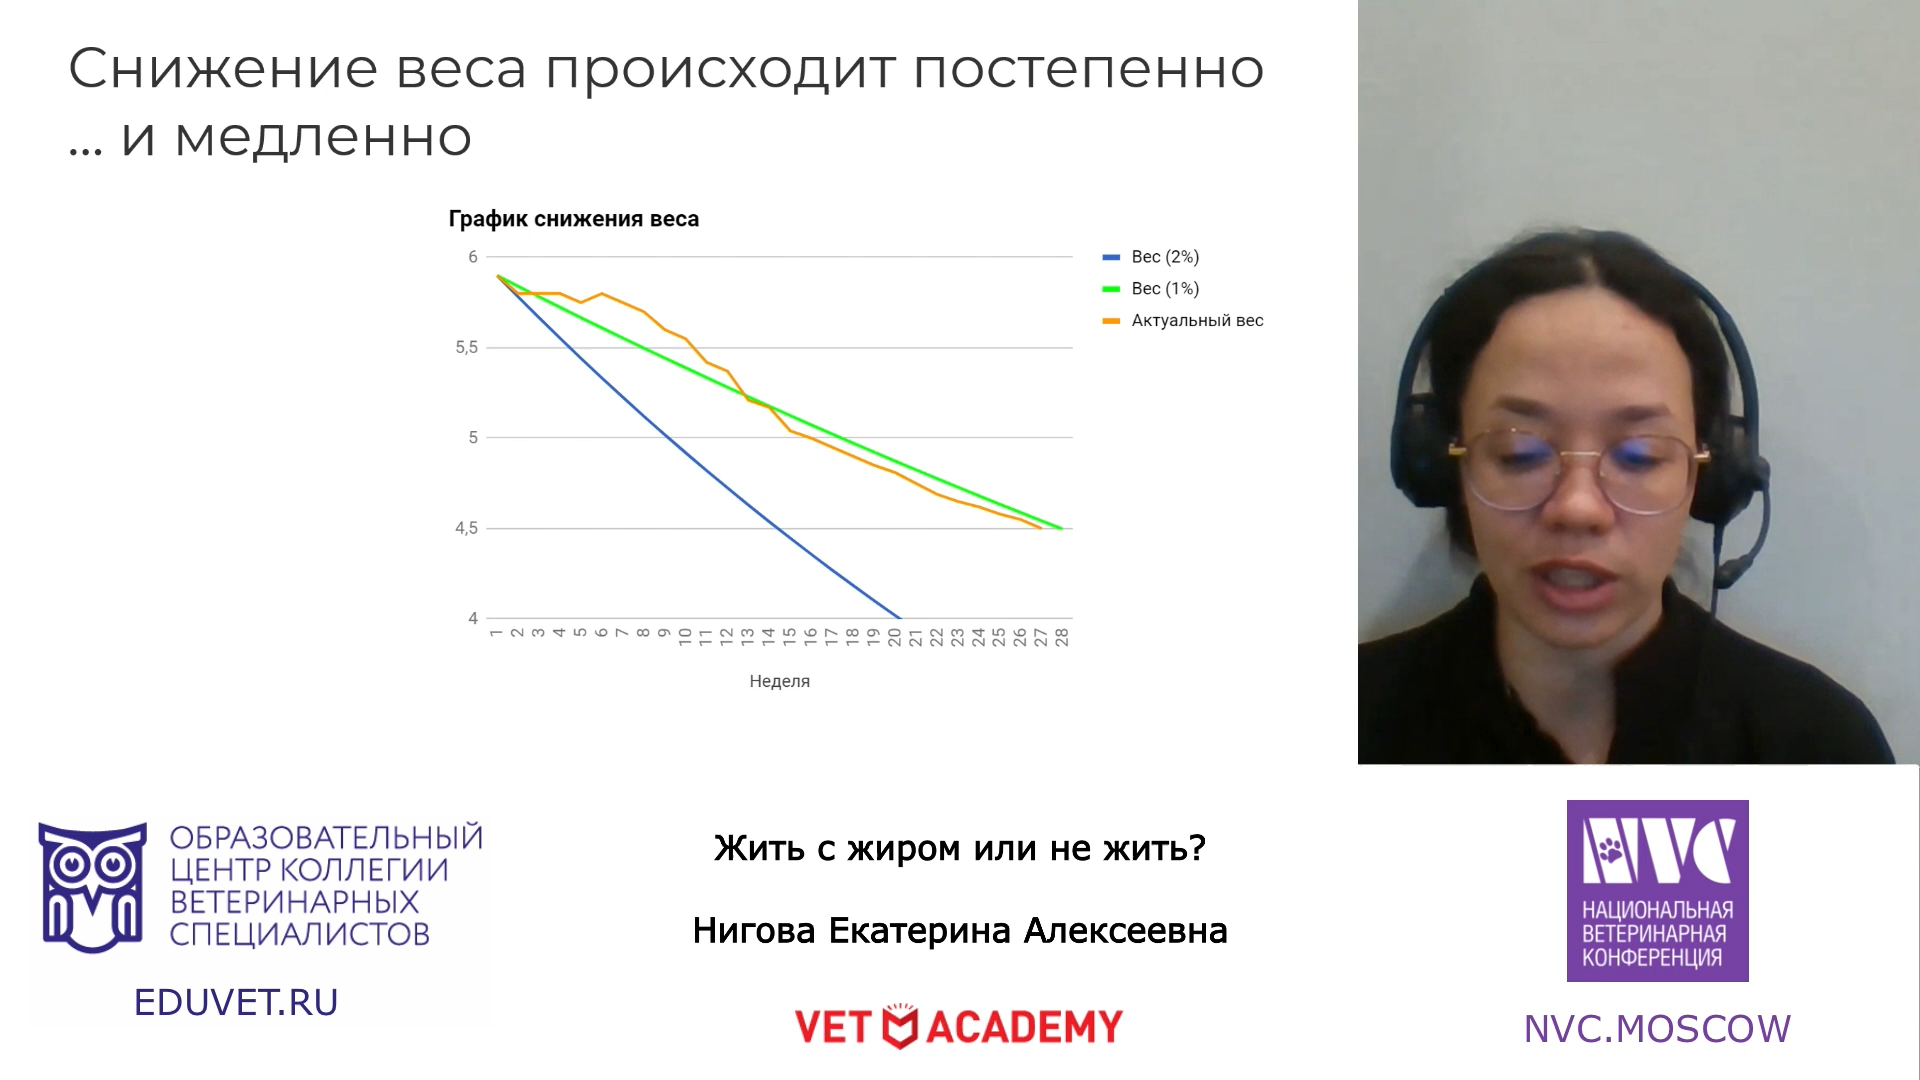 Снижение веса происходит постепенно
... и медленно
График снижения веса
6
5,5
5
4,5
4
1 2 3 4 5 6 7 8 9 10 11 12 13 14 15 16 17 18 19 20 21 22 23 24 25 26 27 28
Неделя
Вес (2%)
Вес (1%)
Актуальный вес
ОБРАЗОВАТЕЛЬНЫЙ
ЦЕНТР КОЛЛЕГИИ
ВЕТЕРИНАРНЫХ
СПЕЦИАЛИСТОВ
EDUVET.RU
Жить с жиром или не жить?
Нигова Екатерина Алексеевна
VET ACADEMY
NVC
НАЦИОНАЛЬНАЯ
ВЕТЕРИНАРНАЯ
КОНФЕРЕНЦИЯ
NVC.MOSCOW